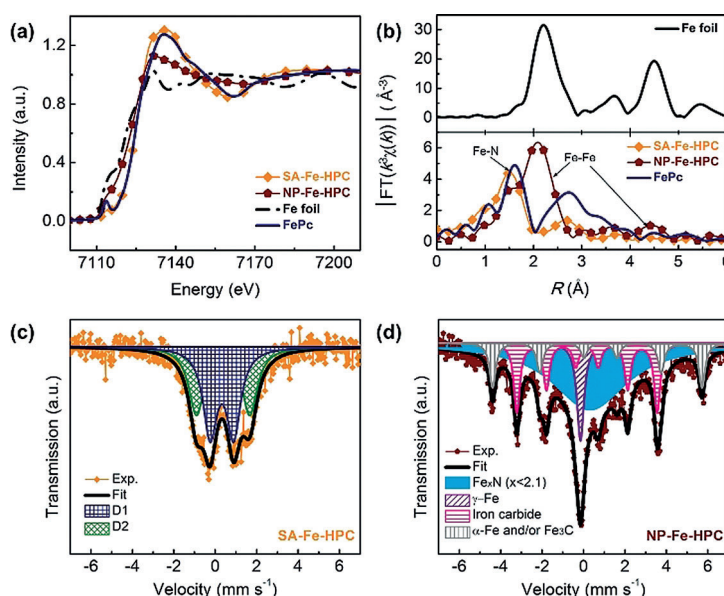 (a)
Intensity (a.u.)
1.2
0.8
0.4
0.0
SA-Fe-HPC
NP-Fe-HPC
Fe foil
FePc
7110 7140 7170 7200
Energy (eV)
(b)
|FT(k³χ(k))| (Å-³)
30
20
10
0
Fe foil
6
4
2
0
Fe-N
Fe-Fe
SA-Fe-HPC
NP-Fe-HPC
FePc
0 1 2 3 4 5 6
R (Å)
(c)
Transmission (a.u.)
Exp.
Fit
D1
D2
SA-Fe-HPC
-6 -4 -2 0 2 4 6
Velocity (mm s⁻¹)
(d)
Transmission (a.u.)
Exp.
Fit
FexN (x<2.1)
γ-Fe
Iron carbide
α-Fe and/or Fe3C
NP-Fe-HPC
-6 -4 -2 0 2 4 6
Velocity (mm s⁻¹)